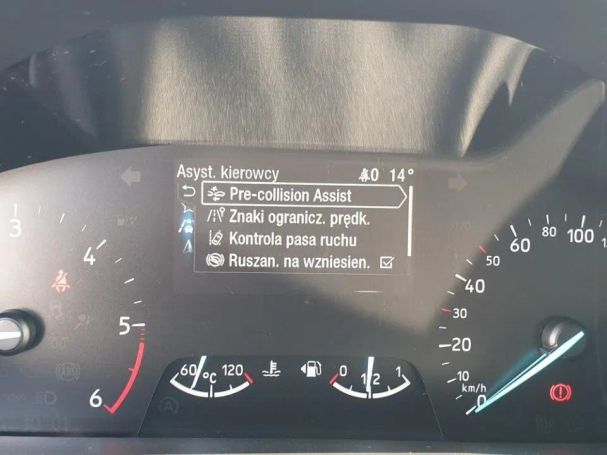 Asyst. kierowcy 0 14°
Pre-collision Assist
Znaki ogranicz. prędk.
Kontrola pasa ruchu
Ruszan. na wzniesien.
3
4
5
6
60 °C 120
0 1/2 1
0
10
20
30
40
50
60
80
100
km/h